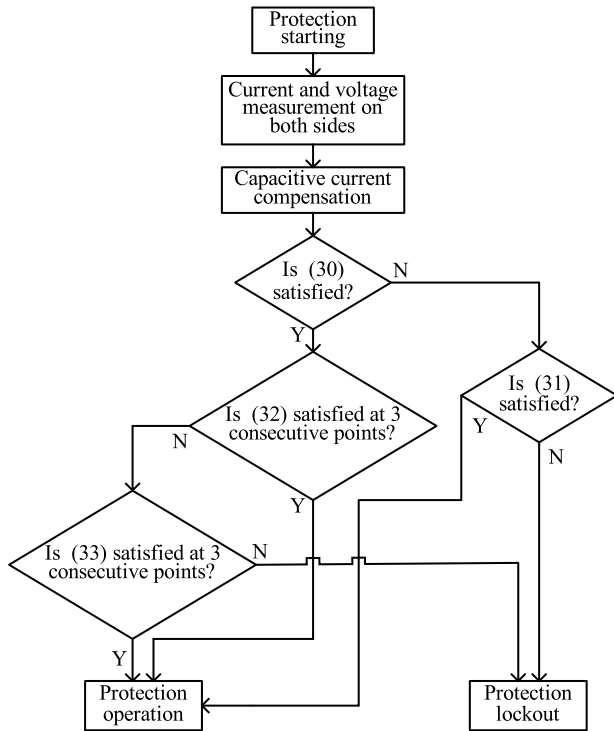 Protection
starting
Current and voltage
measurement on
both sides
Capacitive current
compensation
Is (30)
satisfied?
N
Y
Is (31)
satisfied?
Y
N
Is (32) satisfied at 3
consecutive points?
N
Y
Is (33) satisfied at 3
consecutive points?
N
Y
Protection
operation
Protection
lockout